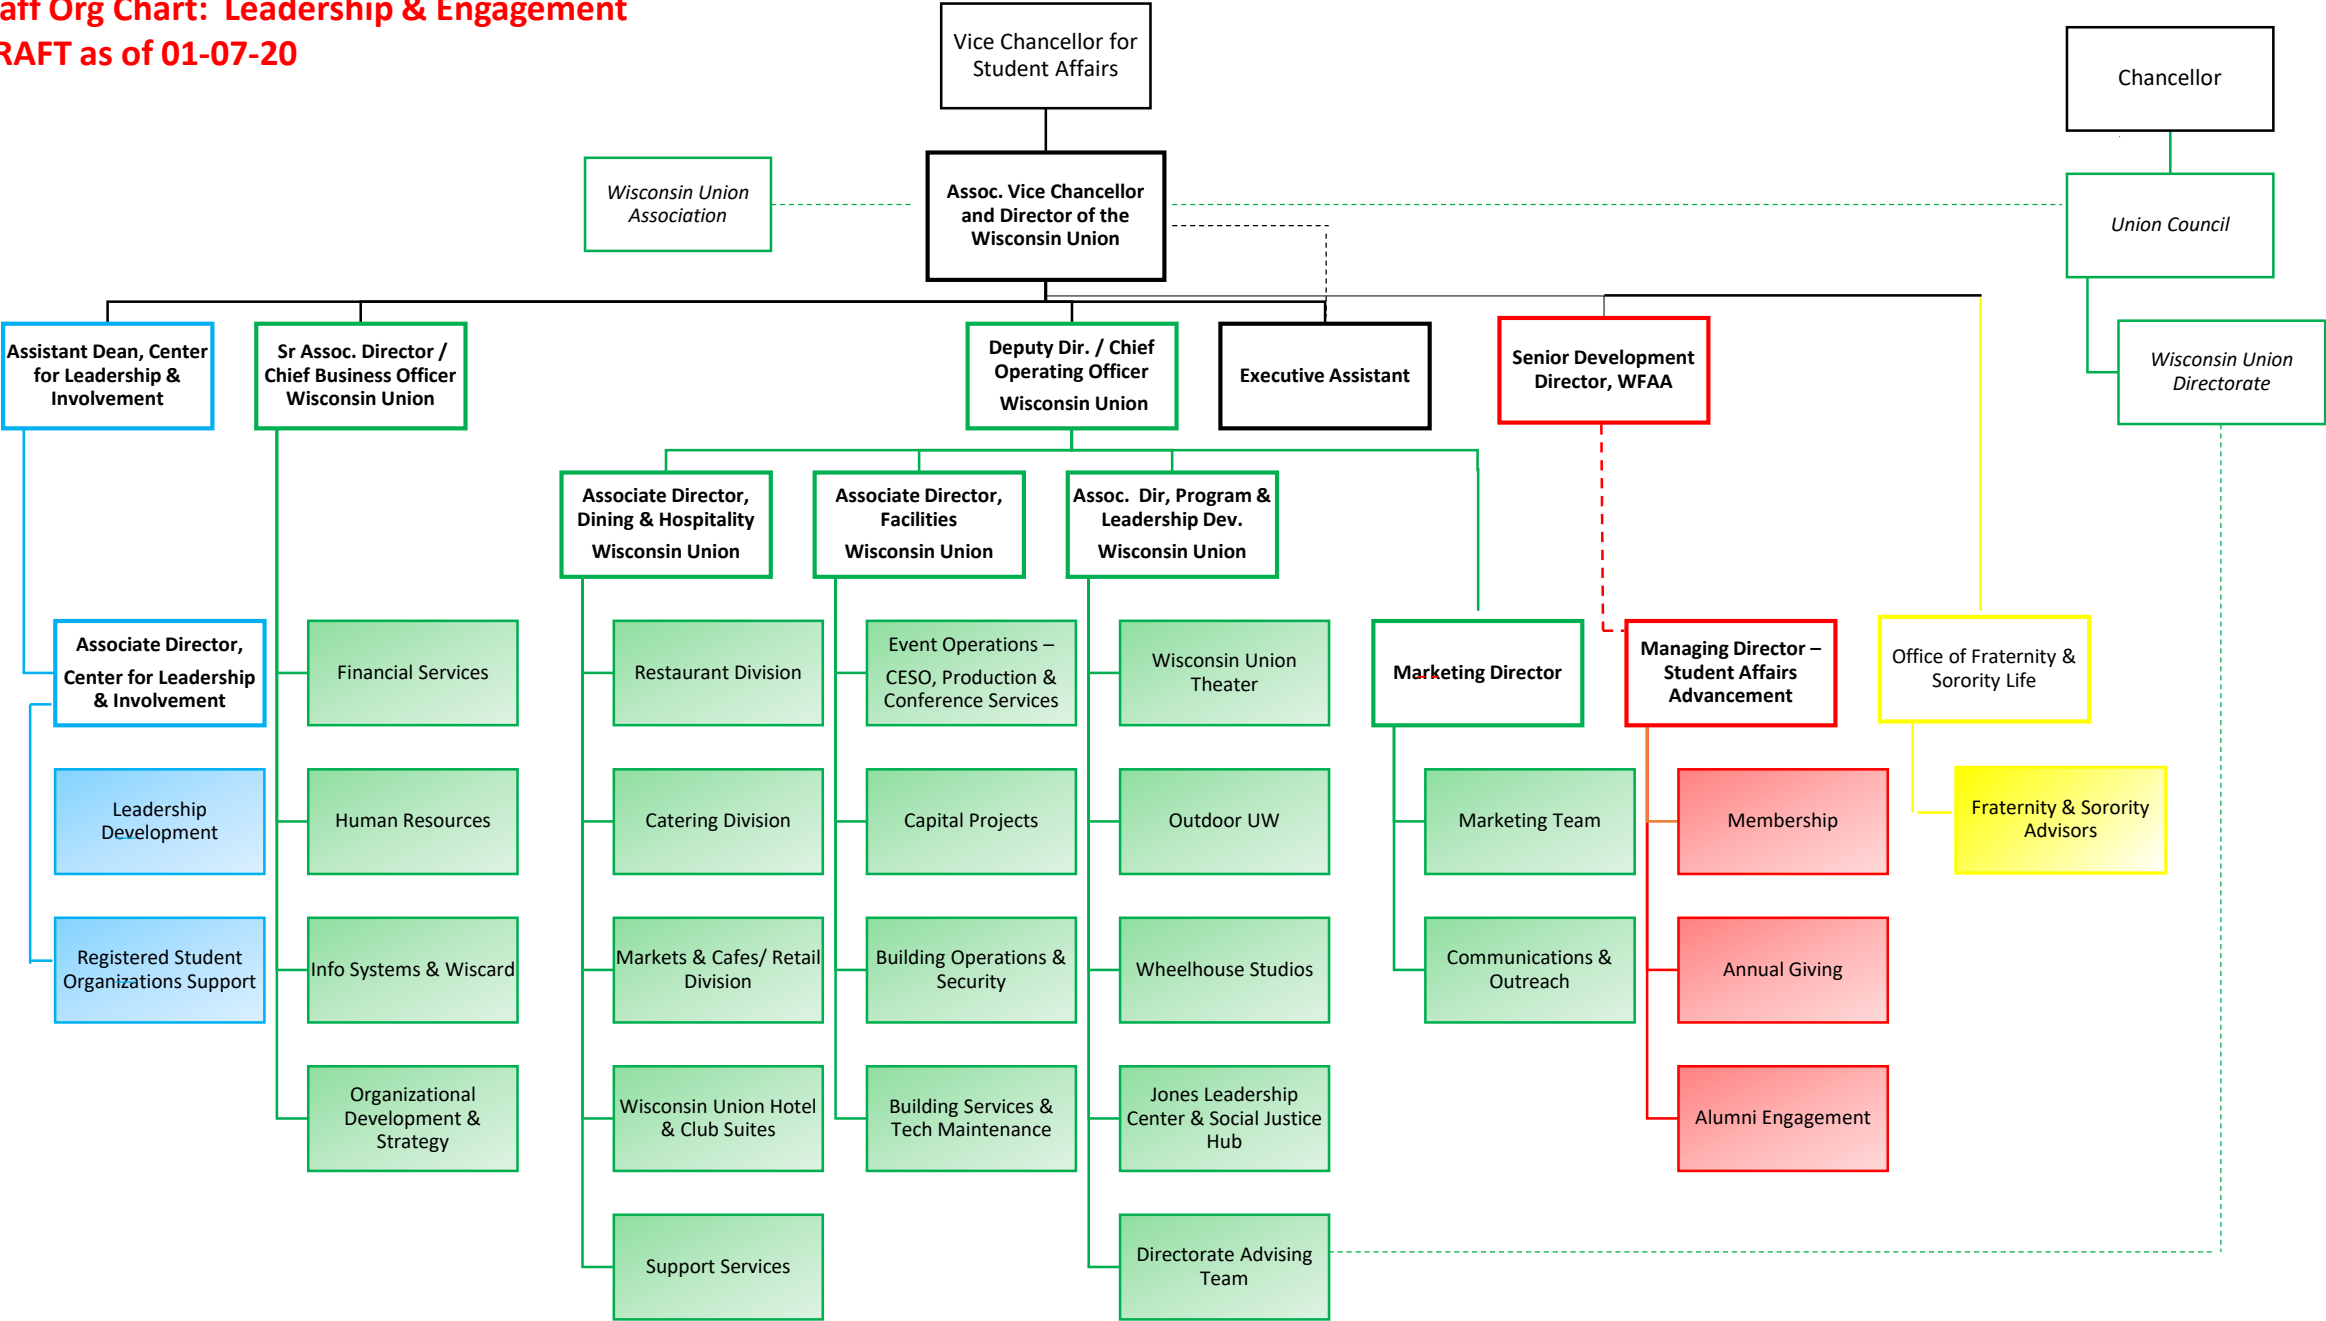 aff Org Chart: Leadership & Engagement
RAFT as of 01-07-20
Vice Chancellor for
Student Affairs
Chancellor
Wisconsin Union
Association
Assoc. Vice Chancellor
and Director of the
Wisconsin Union
Union Council
Assistant Dean, Center
for Leadership &
Involvement
Sr Assoc. Director /
Chief Business Officer
Wisconsin Union
Deputy Dir. / Chief
Operating Officer
Wisconsin Union
Executive Assistant
Senior Development
Director, WFAA
Wisconsin Union
Directorate
Associate Director,
Dining & Hospitality
Wisconsin Union
Associate Director,
Facilities
Wisconsin Union
Assoc. Dir, Program &
Leadership Dev.
Wisconsin Union
Associate Director,
Center for Leadership
& Involvement
Financial Services
Restaurant Division
Event Operations –
CESO, Production &
Conference Services
Wisconsin Union
Theater
Marketing Director
Managing Director –
Student Affairs
Advancement
Office of Fraternity &
Sorority Life
Leadership
Development
Human Resources
Catering Division
Capital Projects
Outdoor UW
Marketing Team
Membership
Fraternity & Sorority
Advisors
Registered Student
Organizations Support
Info Systems & Wiscard
Markets & Cafes/ Retail
Division
Building Operations &
Security
Wheelhouse Studios
Communications &
Outreach
Annual Giving
Organizational
Development &
Strategy
Wisconsin Union Hotel
& Club Suites
Building Services &
Tech Maintenance
Jones Leadership
Center & Social Justice
Hub
Alumni Engagement
Support Services
Directorate Advising
Team